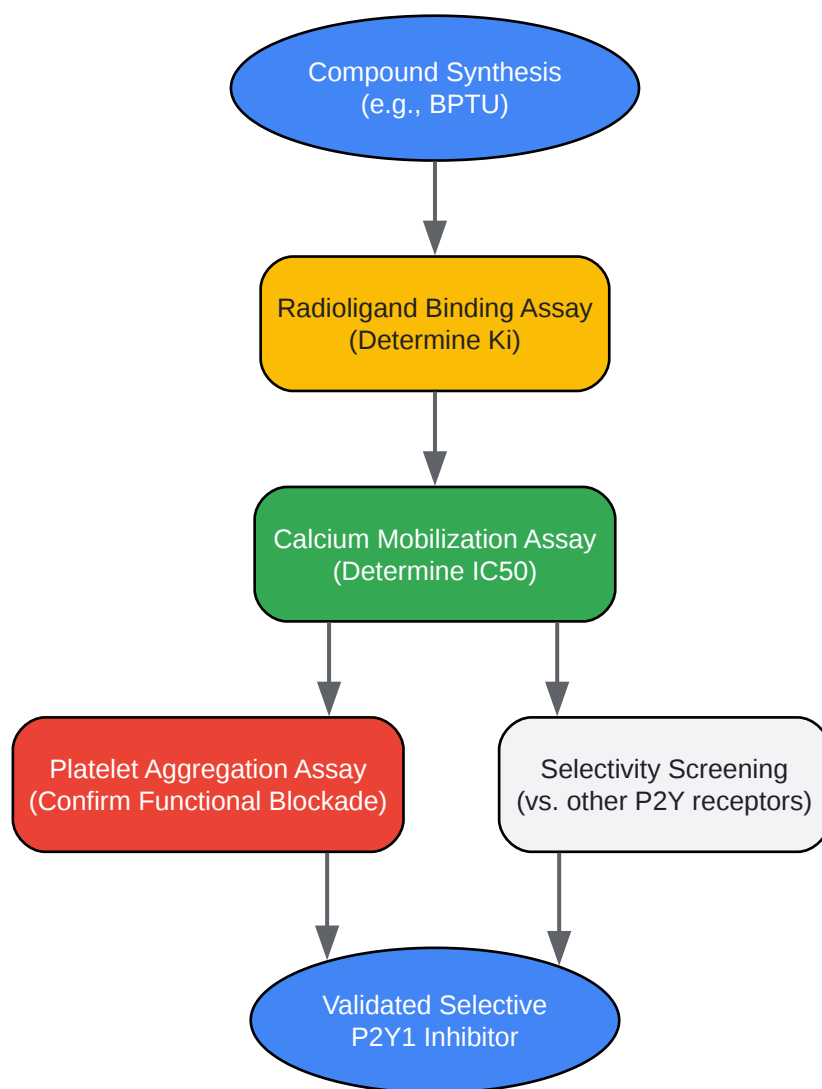 Compound Synthesis
(e.g., BPTU)
Radioligand Binding Assay
(Determine Ki)
Calcium Mobilization Assay
(Determine IC50)
Platelet Aggregation Assay
(Confirm Functional Blockade)
Selectivity Screening
(vs. other P2Y receptors)
Validated Selective
P2Y1 Inhibitor